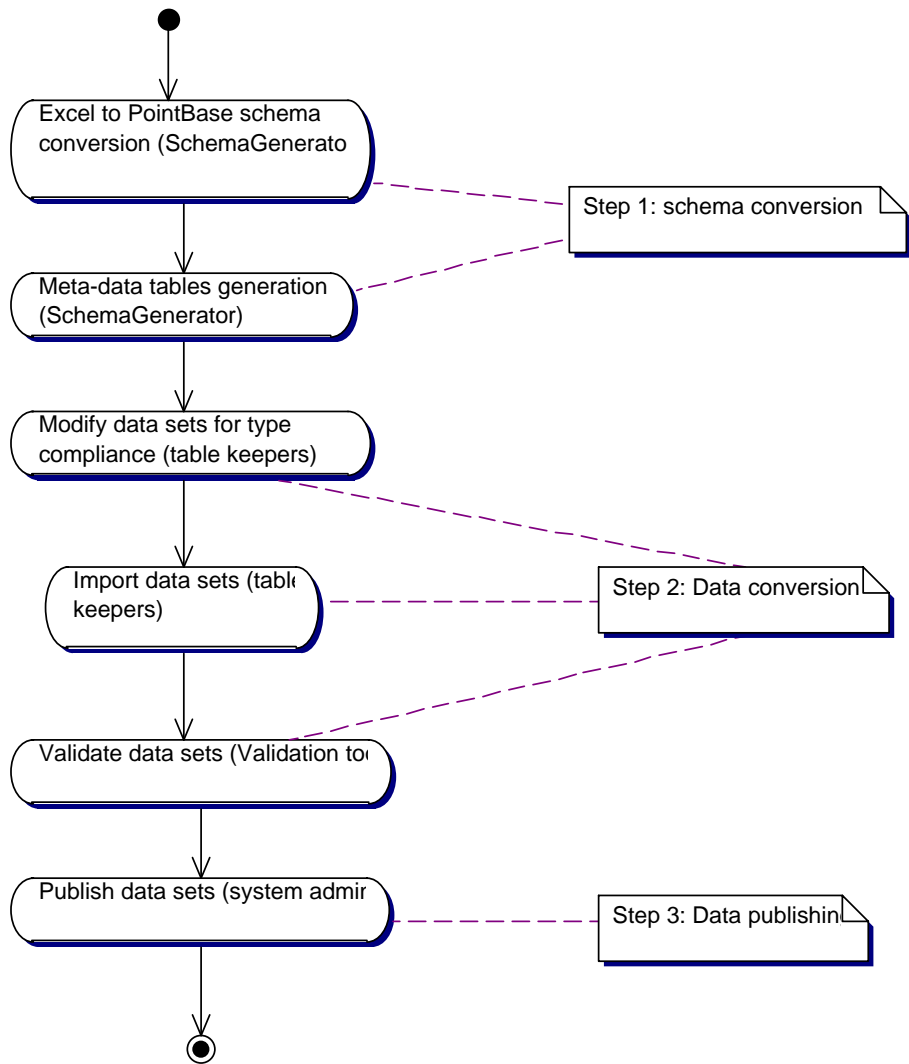 Excel to PointBase schema
conversion (SchemaGenerato
Step 1: schema conversion
Meta-data tables generation
(SchemaGenerator)
Modify data sets for type
compliance (table keepers)
Import data sets (table
keepers)
Step 2: Data conversion
Validate data sets (Validation too
Publish data sets (system admin
Step 3: Data publishin